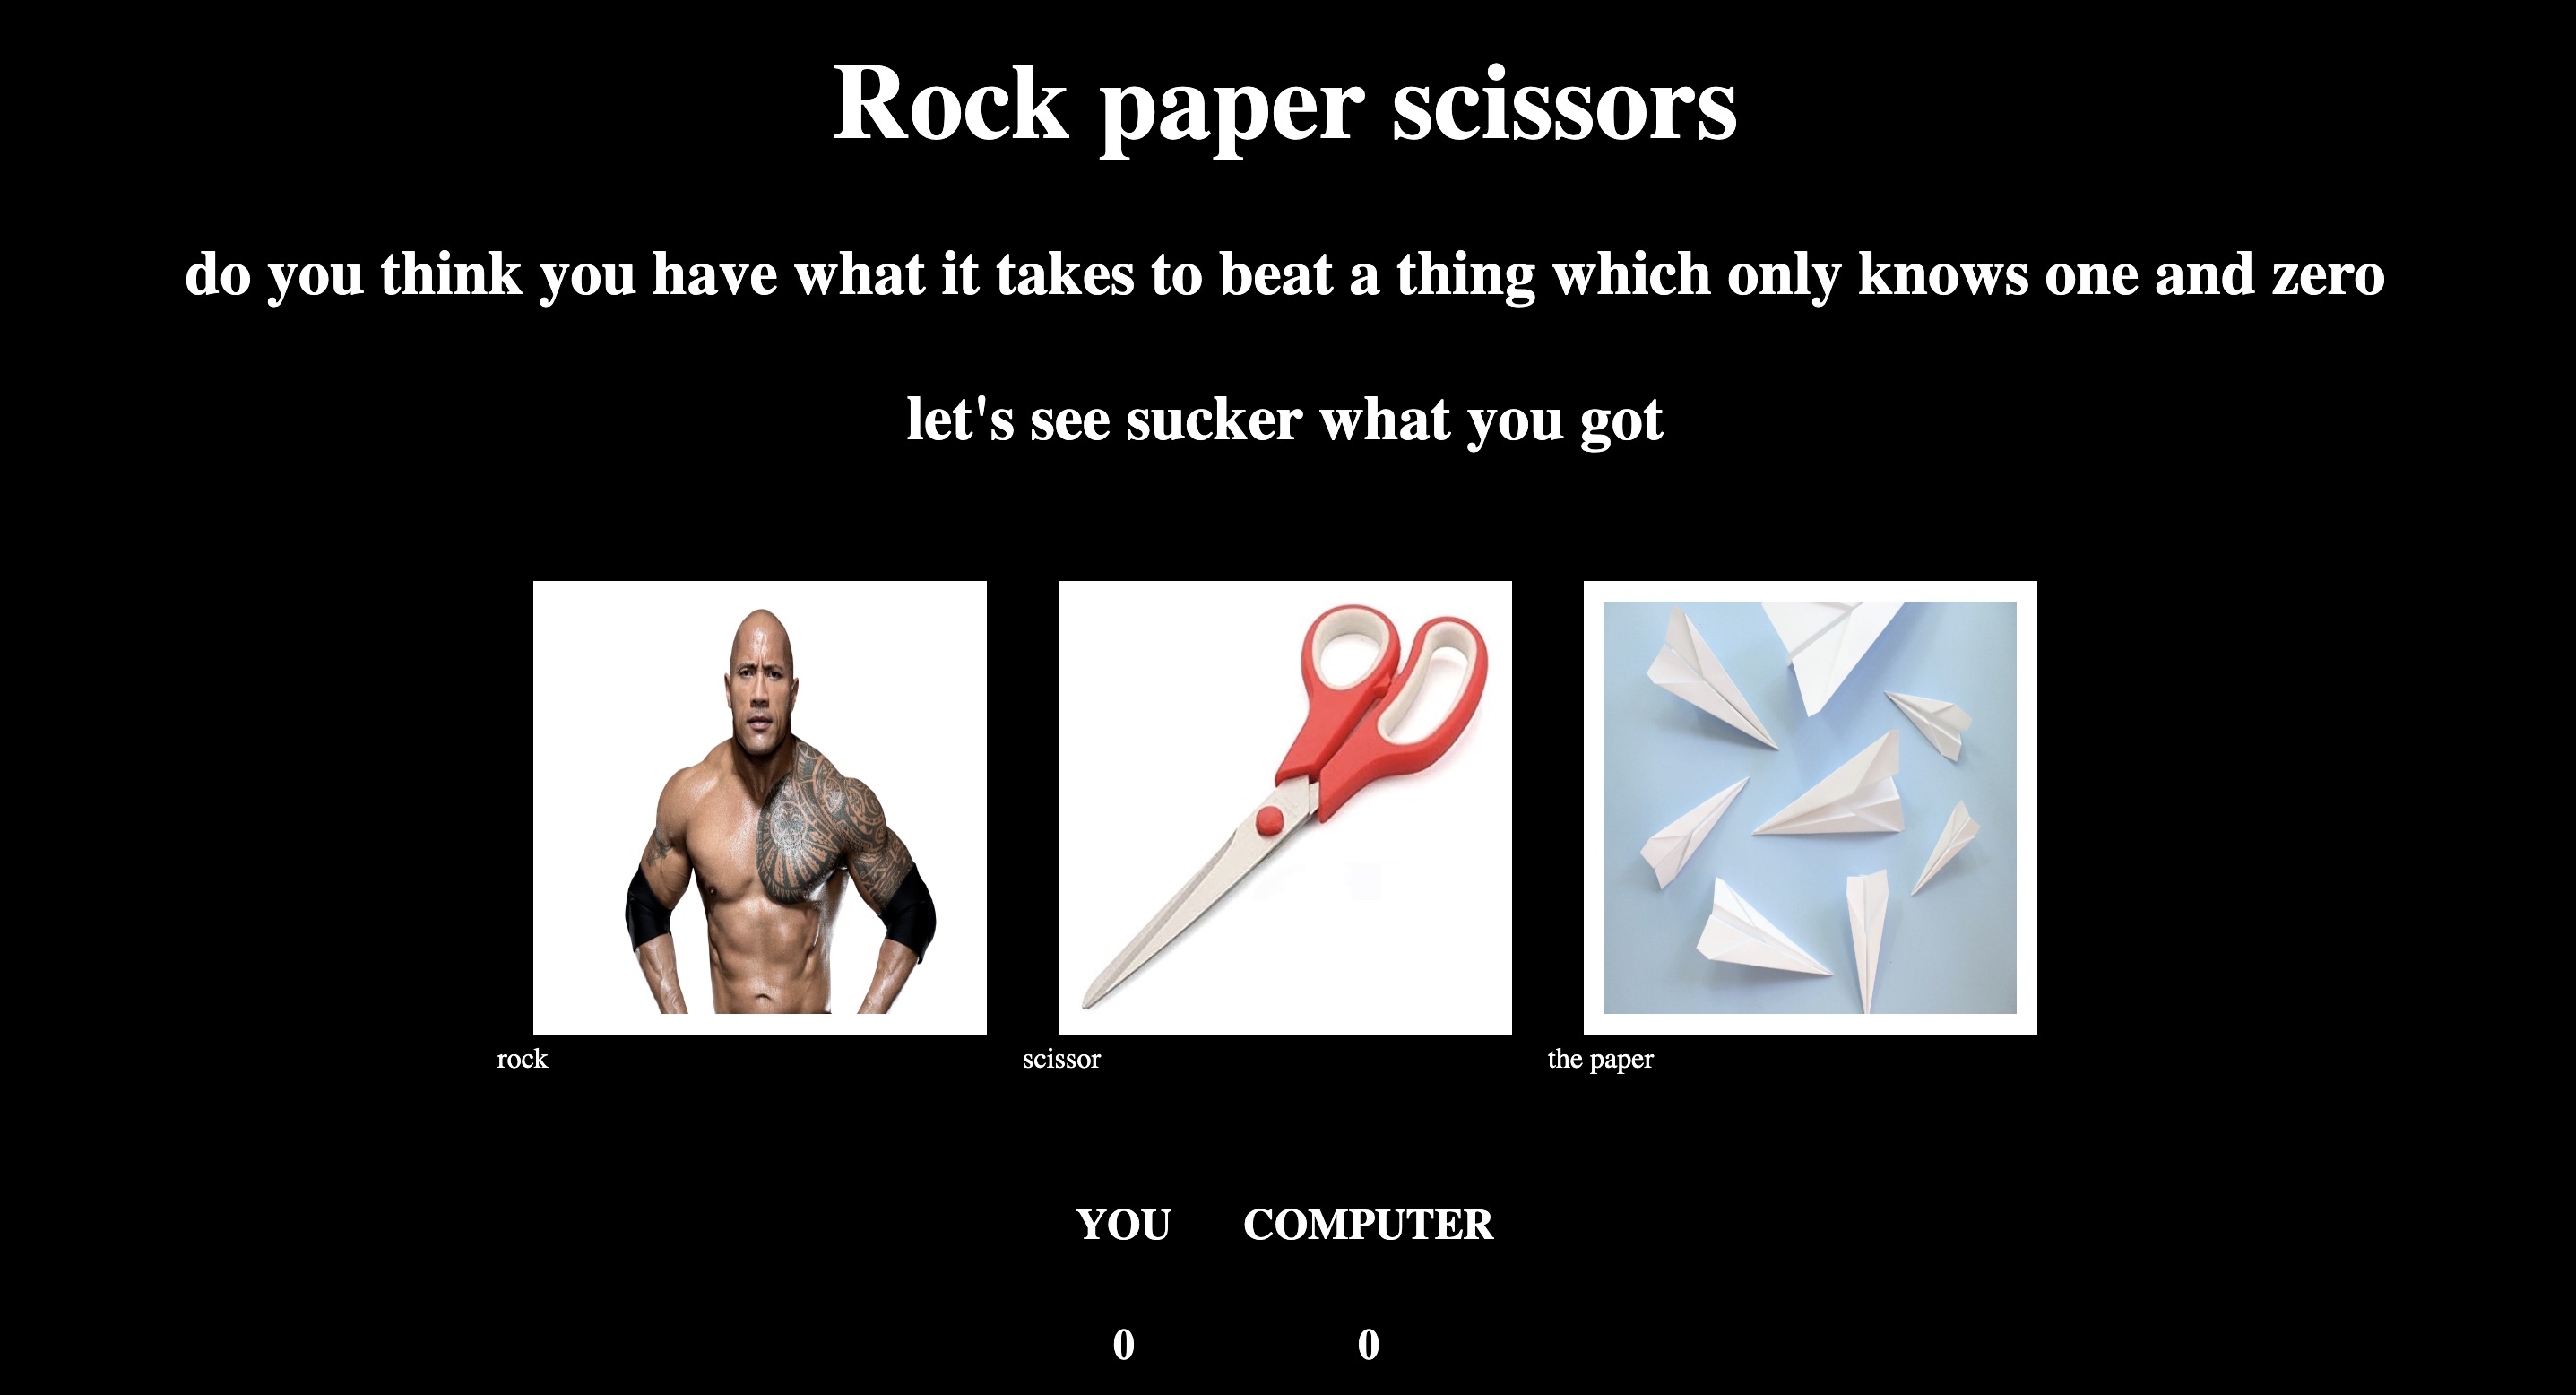 Rock paper scissors
do you think you have what it takes to beat a thing which only knows one and zero
let's see sucker what you got
rock
scissor
the paper
YOU
COMPUTER
0
0